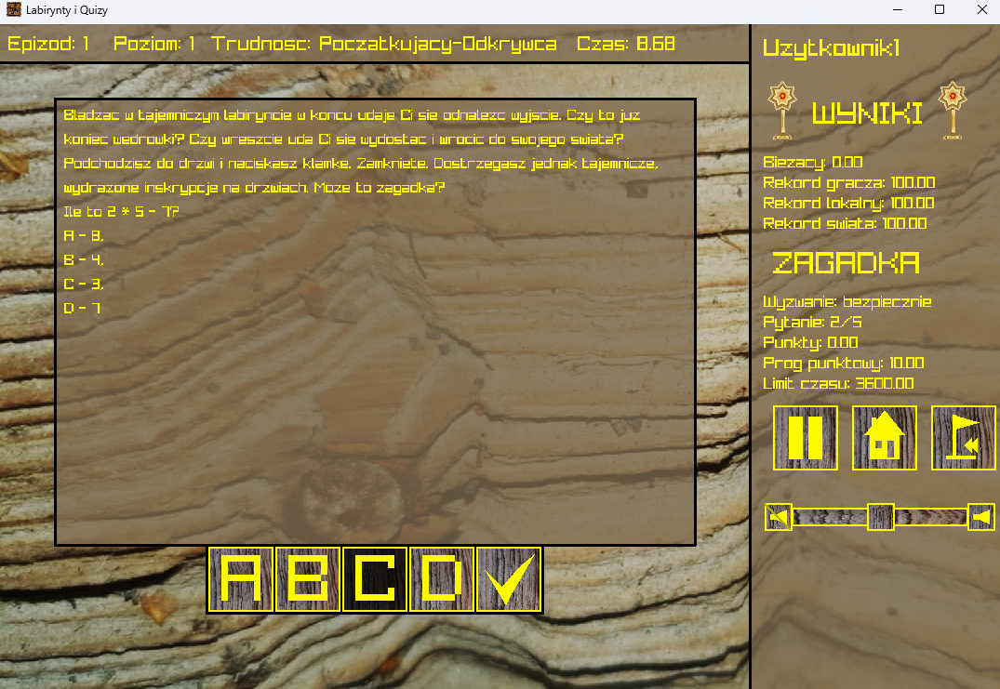 Labirynty i Quizy
Epizod: 1 Poziom: 1 Trudnosc: Poczatkujacy-Odkrywca Czas: 8.68
Bladzac w tajemniczym labiryncie w koncu udaje Ci sie odnalezc wyjscie. Czy to juz
koniec wedrowki? Czy wreszcie uda Ci sie wydostac i wrocic do swojego swiata?
Podchodzisz do drzwi i naciskasz klamke. Zamkniete. Dostrzegasz jednak tajemnicze,
wydrazone inskrypcje na drzwiach. Moze to zagadka?
Ile to 2 * 5 - 7?
A - 8,
B - 4,
C - 3,
D - 7
A B C D
Uzytkownik1
WYNIKI
Biezacy: 0.00
Rekord gracza: 100.00
Rekord lokalny: 100.00
Rekord swiata: 100.00
ZAGADKA
Wyzwanie: bezpiecznie
Pytanie: 2/5
Punkty: 0.00
Prog punktowy: 10.00
Limit czasu: 3600.00